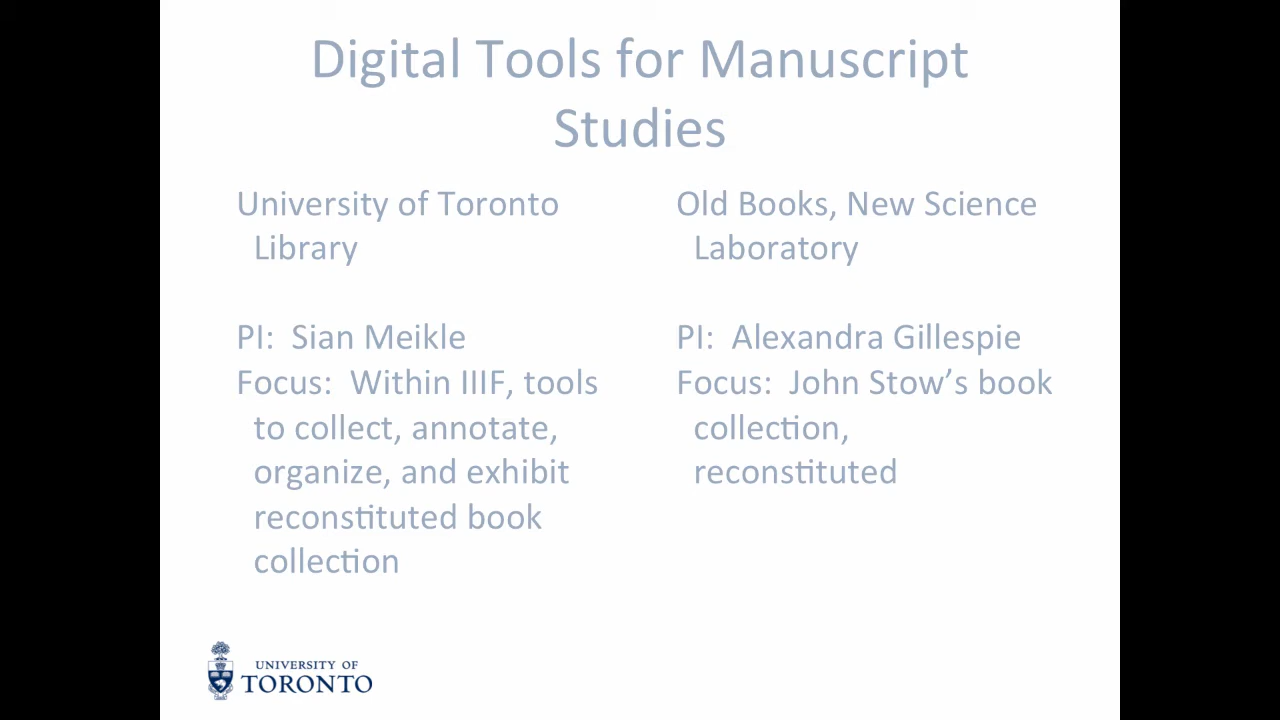 Digital Tools for Manuscript
Studies
University of Toronto
Library
PI:  Sian Meikle
Focus:  Within IIIF, tools
to collect, annotate,
organize, and exhibit
reconstituted book
collection
Old Books, New Science
Laboratory
PI:  Alexandra Gillespie
Focus:  John Stow’s book
collection,
reconstituted
UNIVERSITY OF
TORONTO